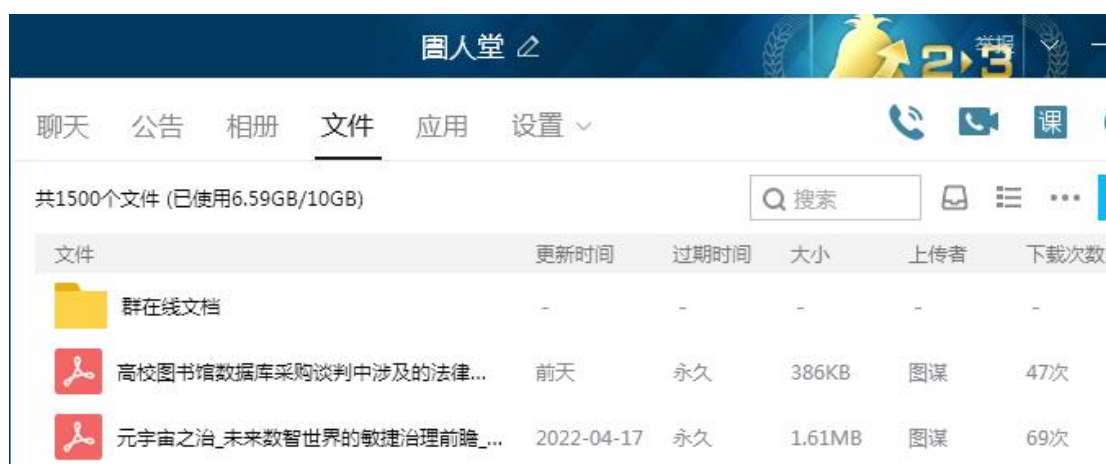 圕人堂
2 3 举报
聊天 公告 相册 文件 应用 设置
课
共1500个文件 (已使用6.59GB/10GB)
搜索
文件 更新时间 过期时间 大小 上传者 下载次数
群在线文档 - - - - -
高校图书馆数据库采购谈判中涉及的法律... 前天 永久 386KB 图谋 47次
元宇宙之治_未来数智世界的敏捷治理前瞻_... 2022-04-17 永久 1.61MB 图谋 69次